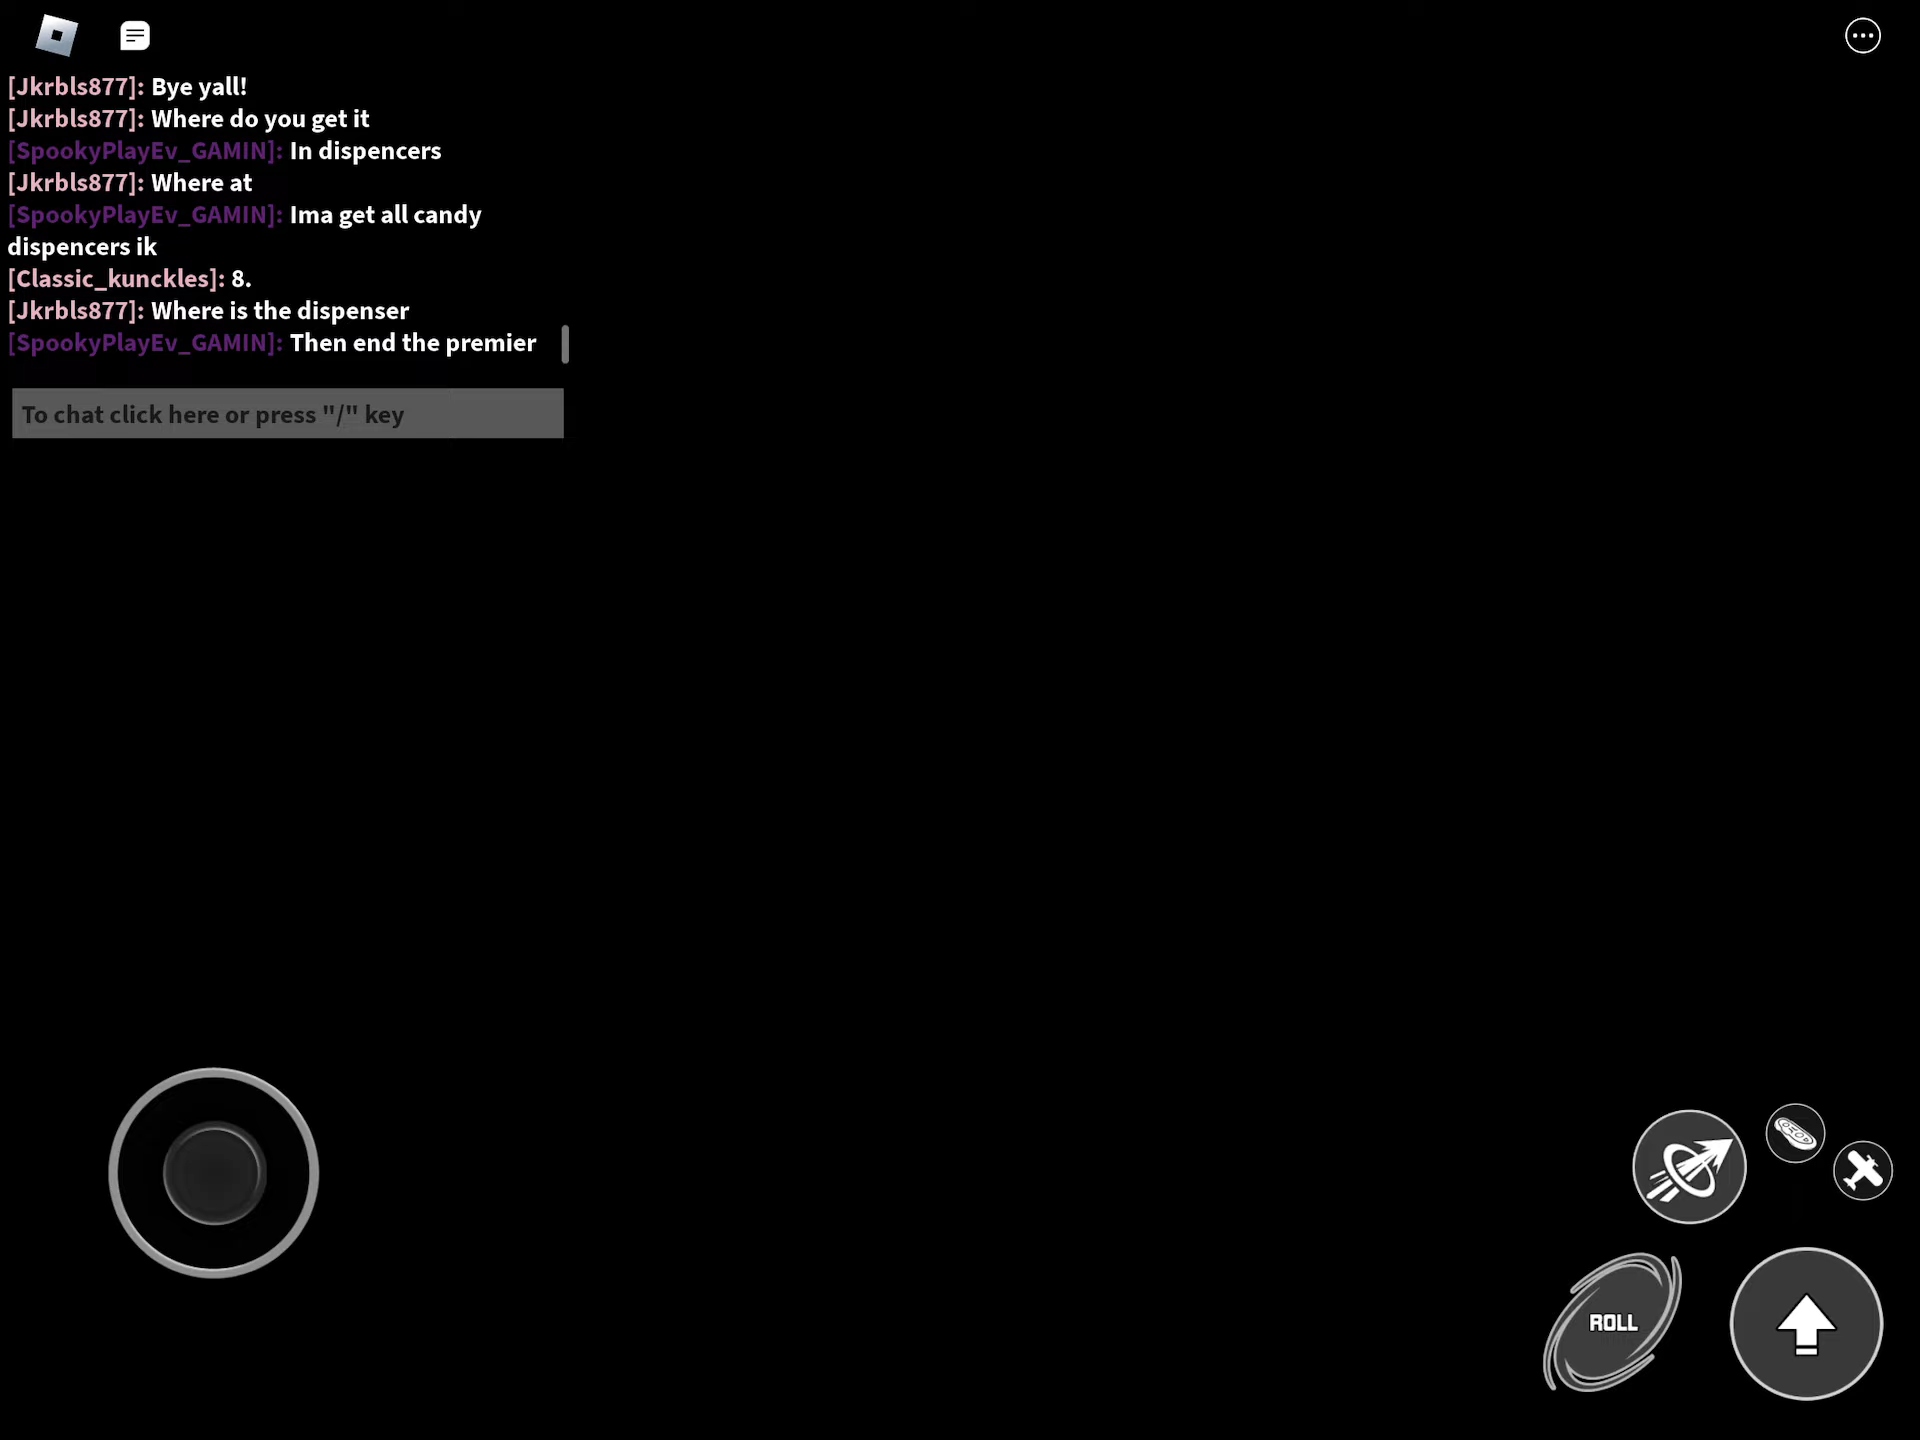 [Jkrbls877]: Bye yall!
[Jkrbls877]: Where do you get it
[SpookyPlayEv_GAMIN]: In dispencers
[Jkrbls877]: Where at
[SpookyPlayEv_GAMIN]: Ima get all candy
dispencers ik
[Classic_kunckles]: 8.
[Jkrbls877]: Where is the dispenser
[SpookyPlayEv_GAMIN]: Then end the premier
To chat click here or press "/" key
ROLL